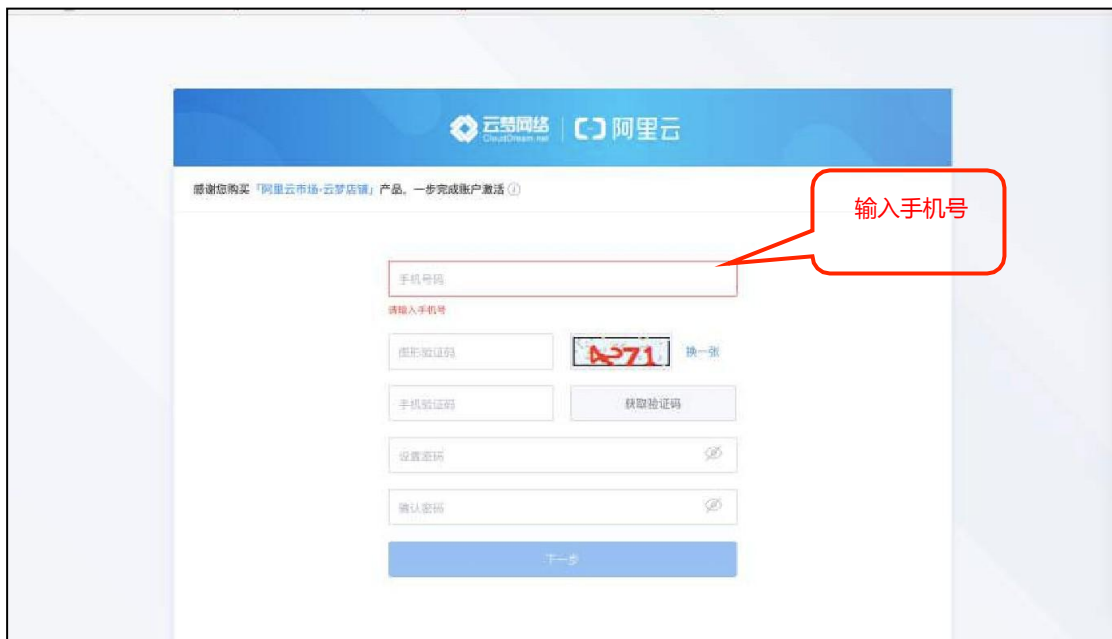 云梦网络 CloudDream.net 阿里云
感谢您购买「阿里云市场-云梦店铺」产品。一步完成账户激活
输入手机号
手机号码
请输入手机号
图形验证码 换一张
手机验证码 获取验证码
设置密码
确认密码
下一步